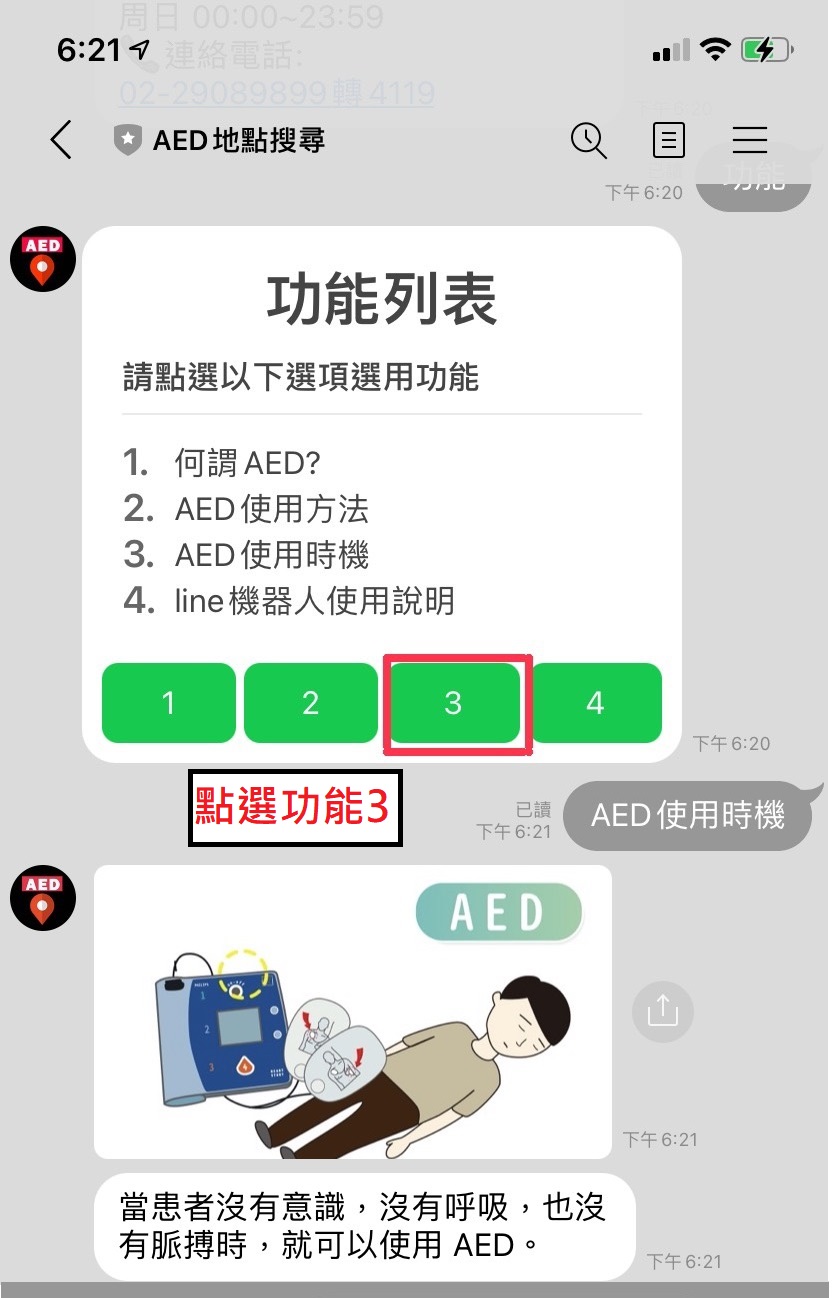 周日 00:00~23:59
6:21
連絡電話:
02-29089899轉4119
AED地點搜尋
下午 6:20
功能
下午 6:20
AED
功能列表
請點選以下選項選用功能
1. 何謂AED?
2. AED使用方法
3. AED使用時機
4. line機器人使用說明
1
2
3
4
下午 6:20
點選功能3
已讀
下午 6:21
AED使用時機
AED
AED
1
2
3
下午 6:21
當患者沒有意識，沒有呼吸，也沒
有脈搏時，就可以使用 AED。
下午 6:21